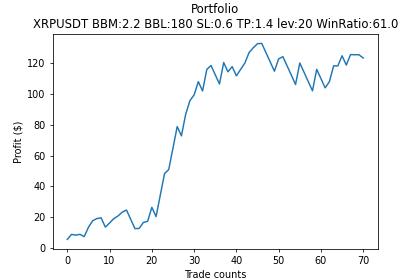 Portfolio
XRPUSDT BBM:2.2 BBL:180 SL:0.6 TP:1.4 lev:20 WinRatio:61.0
120
100
80
60
40
20
0
Profit ($)
0 10 20 30 40 50 60 70
Trade counts